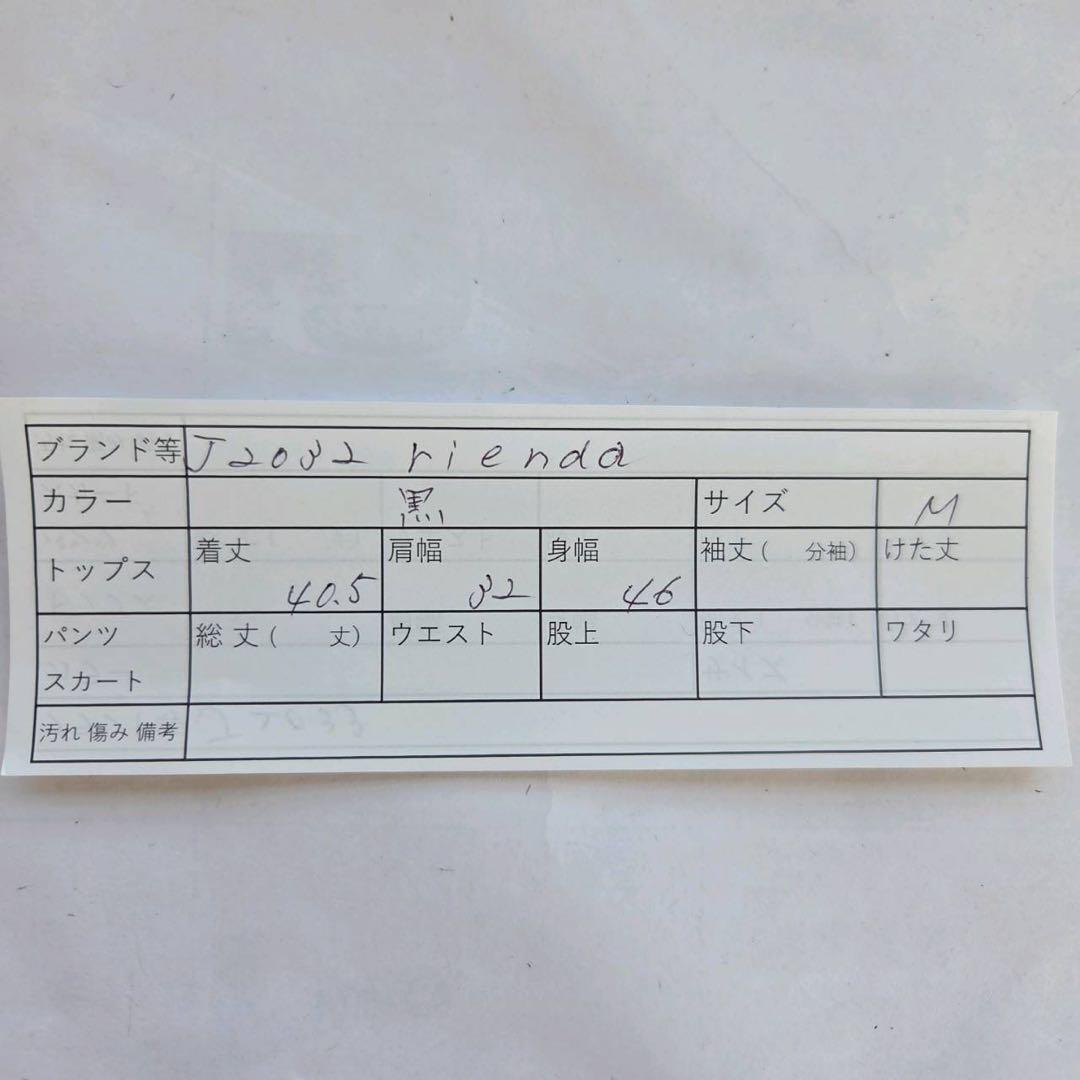 ブランド等 J2032 rienda
カラー 黒 サイズ M
トップス 着丈 40.5 肩幅 32 身幅 46 袖丈( 分袖) けた丈
パンツ スカート 総丈( 丈) ウエスト 股上 股下 ワタリ
汚れ 傷み 備考